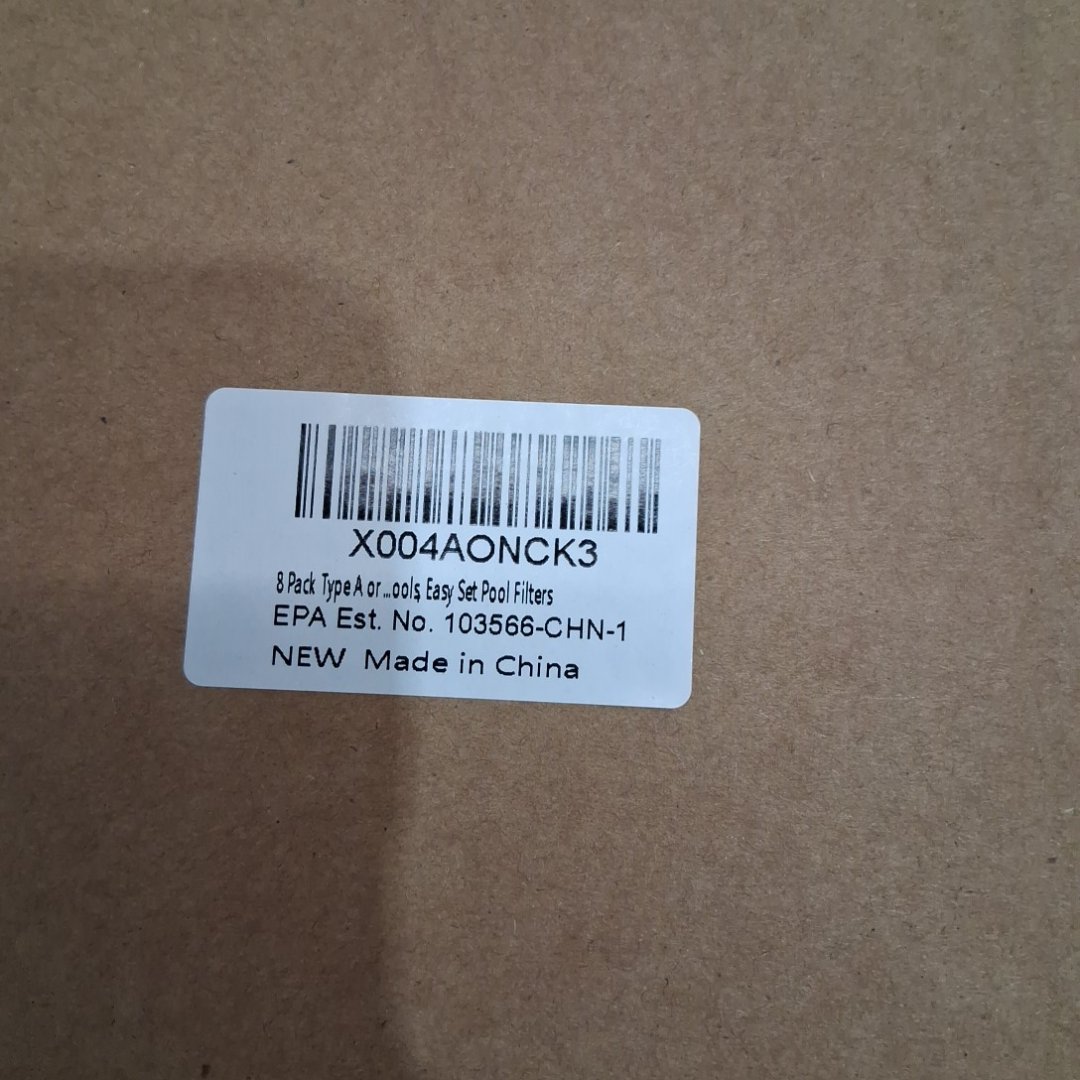 X004AONCK3
8 Pack Type A or ...ools, Easy Set Pool Filters
EPA Est. No. 103566-CHN-1
NEW Made in China